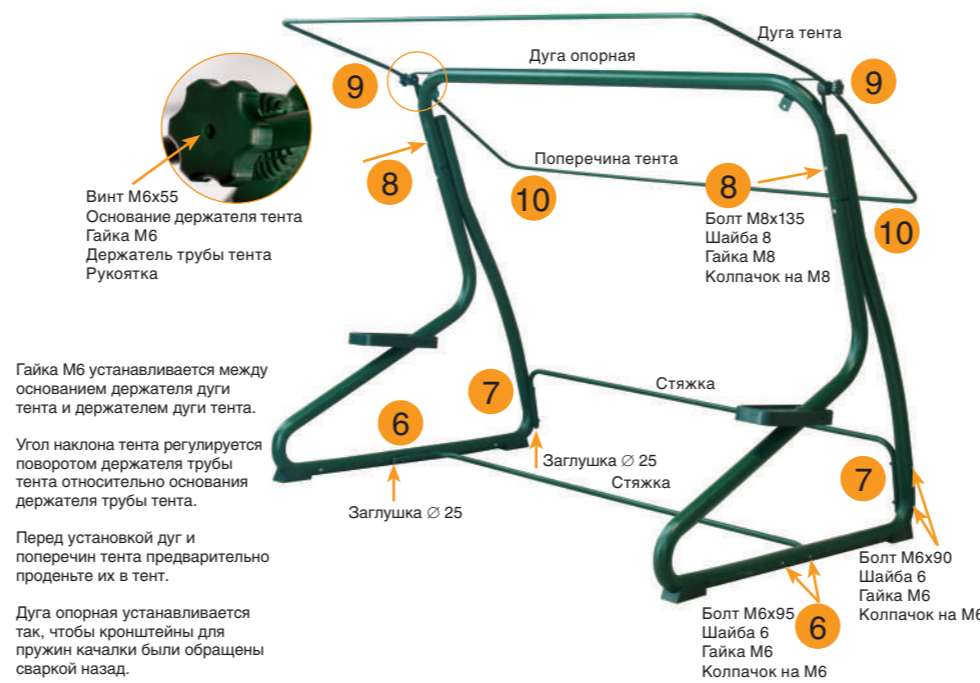 Дуга тента
Дуга опорная
9
9
Поперечина тента
8
8
10
10
Винт М6х55
Основание держателя тента
Гайка М6
Держатель трубы тента
Рукоятка
Болт М8х135
Шайба 8
Гайка М8
Колпачок на М8
Гайка М6 устанавливается между
основанием держателя дуги
тента и держателем дуги тента.
Угол наклона тента регулируется
поворотом держателя трубы
тента относительно основания
держателя трубы тента.
Перед установкой дуг и
поперечин тента предварительно
проденьте их в тент.
Дуга опорная устанавливается
так, чтобы кронштейны для
пружин качалки были обращены
сваркой назад.
Стяжка
7
6
Заглушка ∅ 25
Стяжка
7
Заглушка ∅ 25
Болт М6х90
Шайба 6
Гайка М6
Колпачок на М6
Болт М6х95
Шайба 6
Гайка М6
Колпачок на М6
6